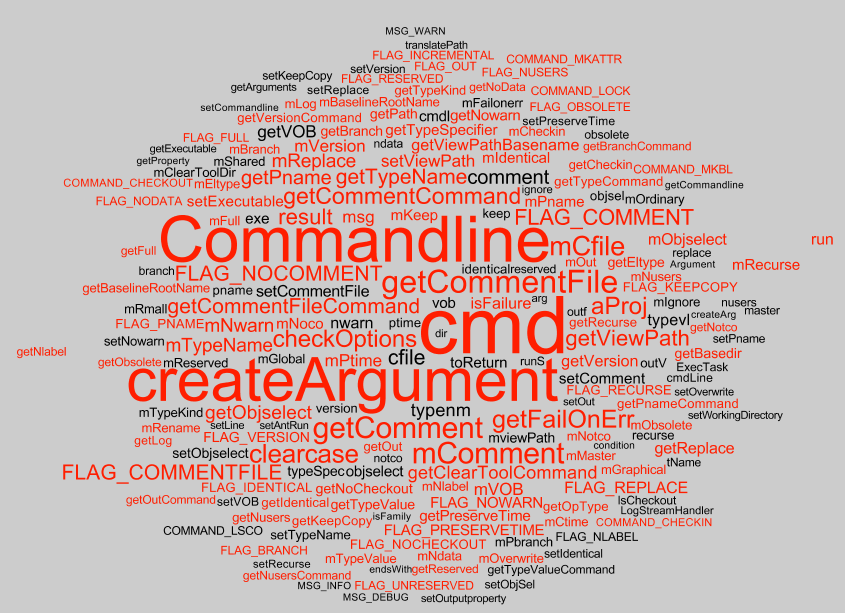 MSG_WARN
translatePath
FLAG_INCREMENTAL COMMAND_MKATTR
setVersion FLAG_OUT FLAG_NUSERS
setKeepCopy FLAG_RESERVED
getArguments setReplace getTypeKind getNoData COMMAND_LOCK
setCommandline mLog mBaselineRootName mFailonerr FLAG_OBSOLETE
getVersionCommand getPath cmdl getNowarn setPreserveTime
FLAG_FULL getVOB getBranch getTypeSpecifier mCheckin obsolete
getExecutable mBranch mVersion ndata getViewPathBasename getBranchCommand
getProperty mShared mReplace setViewPath mIdentical getCheckin COMMAND_MKBL
mClearToolDir getPname getTypeName comment getTypeCommand getCommandline
COMMAND_CHECKOUT mEltype getCommentCommand ignore objsel mOrdinary
FLAG_NODATA setExecutable mPname
mFull exe result msg mKeep keep FLAG_COMMENT
Commandline mCfile mObjselect run
getFull replace
branch FLAG_NOCOMMENT identicalreserved mOut getEltype Argument mRecurse
getBaselineRootName pname setCommentFile getCommentFile mNusers FLAG_KEEPCOPY
mRmall getCommentFileCommand vob isFailure arg outf aProj mIgnore nusers
FLAG_PNAME mNwarn mNoco nwarn ptime cmd getRecurse typevl createArg master
setNowarn mTypeName checkOptions dir getViewPath getNotco setPname
getNlabel getObsolete mReserved mGlobal mPtime cfile toReturn runS getVersion outV getBasedir
createArgument setComment cmdLine ExecTask
FLAG_RECURSE setOverwrite
mTypeKind getObjselect version typenm setOut getPnameCommand
mRename setLine setAntRun getComment getFailOnErr mObsolete setWorkingDirectory
getLog FLAG_VERSION mviewPath mNotco condition recurse
setObjselect clearcase getOut notco mComment mMaster getReplace
FLAG_COMMENTFILE typeSpec objselect getClearToolCommand mGraphical tName
FLAG_IDENTICAL getNoCheckout mNlabel mVOB FLAG_REPLACE
getOutCommand setVOB getIdentical getTypeValue FLAG_NOWARN getOpType lsCheckout
getNusers getKeepCopy isFamily getPreserveTime mCtime LogStreamHandler
COMMAND_LSCO setTypeName FLAG_PRESERVETIME COMMAND_CHECKIN
FLAG_BRANCH FLAG_NOCHECKOUT mPbranch FLAG_NLABEL
setRecurse mTypeValue mNdata mOverwrite setIdentical
getNusersCommand endsWith getReserved getTypeValueCommand
MSG_INFO FLAG_UNRESERVED setObjSel
MSG_DEBUG setOutputproperty